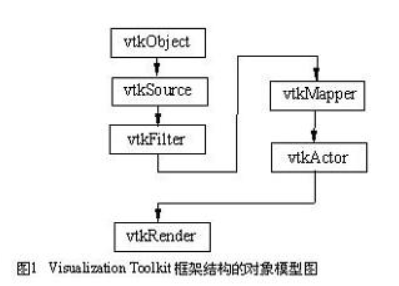 vtkObject
vtkSource
vtkFilter
vtkMapper
vtkActor
vtkRender
图1 Visualization Toolkit 框架结构的对象模型图